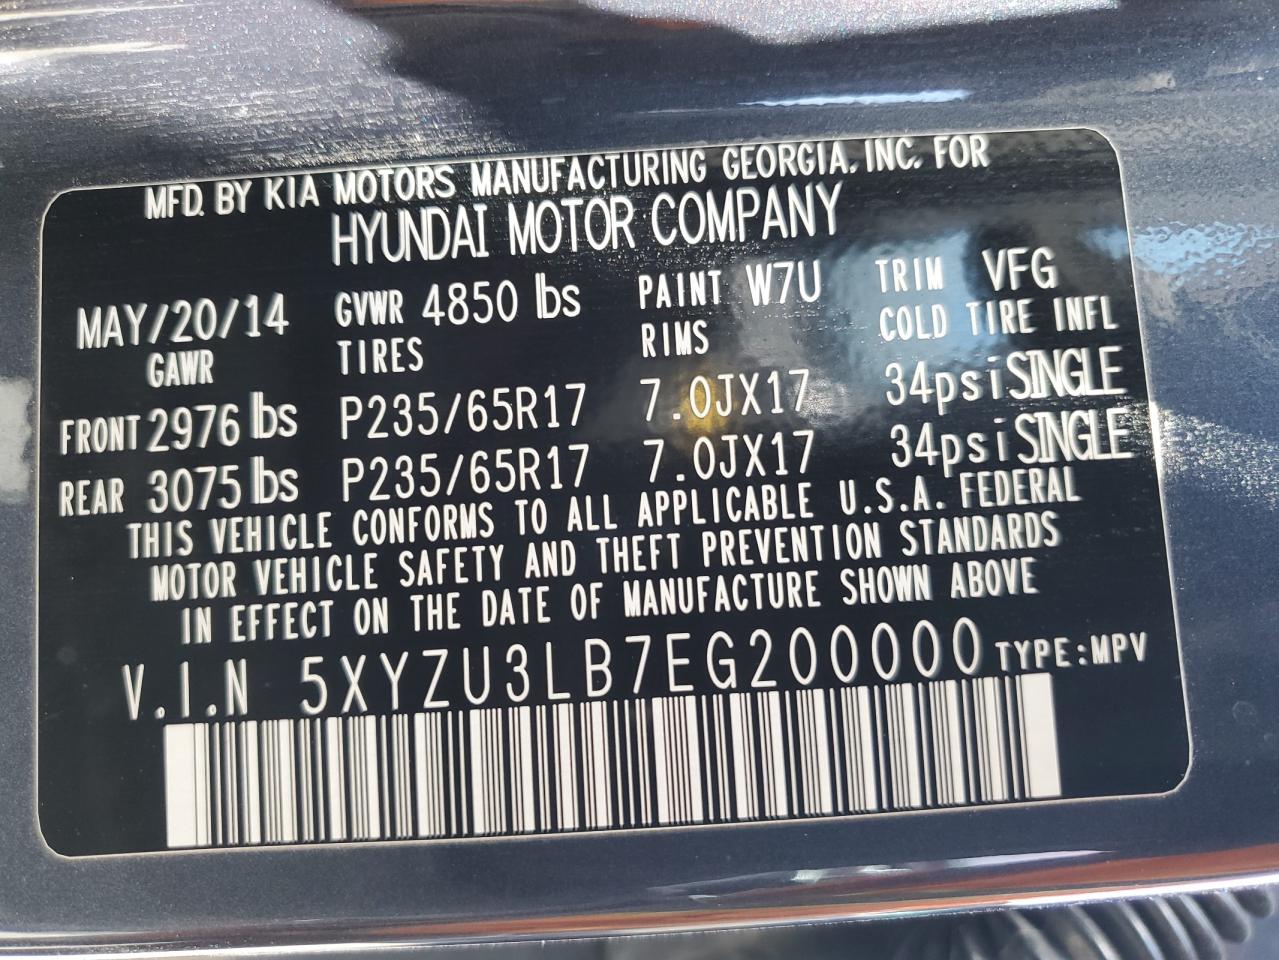 MFD. BY KIA MOTORS MANUFACTURING GEORGIA, INC. FOR
HYUNDAI MOTOR COMPANY
MAY/20/14 GVWR 4850 lbs PAINT W7U TRIM VFG
GAWR TIRES RIMS COLD TIRE INFL
FRONT 2976 lbs P235/65R17 7.0JX17 34psi SINGLE
REAR 3075 lbs P235/65R17 7.0JX17 34psi SINGLE
THIS VEHICLE CONFORMS TO ALL APPLICABLE U.S.A. FEDERAL
MOTOR VEHICLE SAFETY AND THEFT PREVENTION STANDARDS
IN EFFECT ON THE DATE OF MANUFACTURE SHOWN ABOVE
V.I.N 5XYZU3LB7EG200000 TYPE:MPV